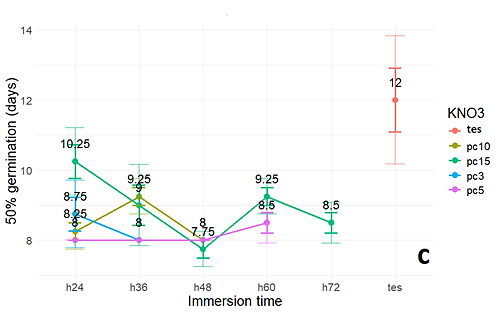 14
12
12
KNO3
tes
50% germination (days)
10.25
pc10
10
9.25
9.25
pc15
8.75
9
pc3
8.25
8.5
8.5
pc5
8
8
8
8
7.75
C
h24
h36
h48
h60
h72
tes
Immersion time